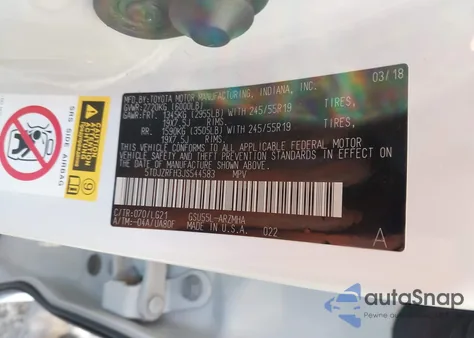 MFD.BY:TOYOTA MOTOR MANUFACTURING, INDIANA, INC. 03/18
GVWR:2720KG (6000LB)
GAWR:FRT. 1345KG (2965LB) WITH 245/55R19 TIRES,
19X7.5J RIMS
RR. 1590KG (3505LB) WITH 245/55R19 TIRES,
19X7.5J RIMS
THIS VEHICLE CONFORMS TO ALL APPLICABLE FEDERAL MOTOR
VEHICLE SAFETY AND THEFT PREVENTION STANDARDS IN EFFECT ON THE
DATE OF MANUFACTURE SHOWN ABOVE.
5TDJZRFH3JS544583 MPV
C/TR:070/LG21 GSU55L-ARZMHA
A/TM:-04A/UA80F MADE IN U.S.A. 022
A
SRS SIDE AIRBAG
autoSnap
Pewne auto